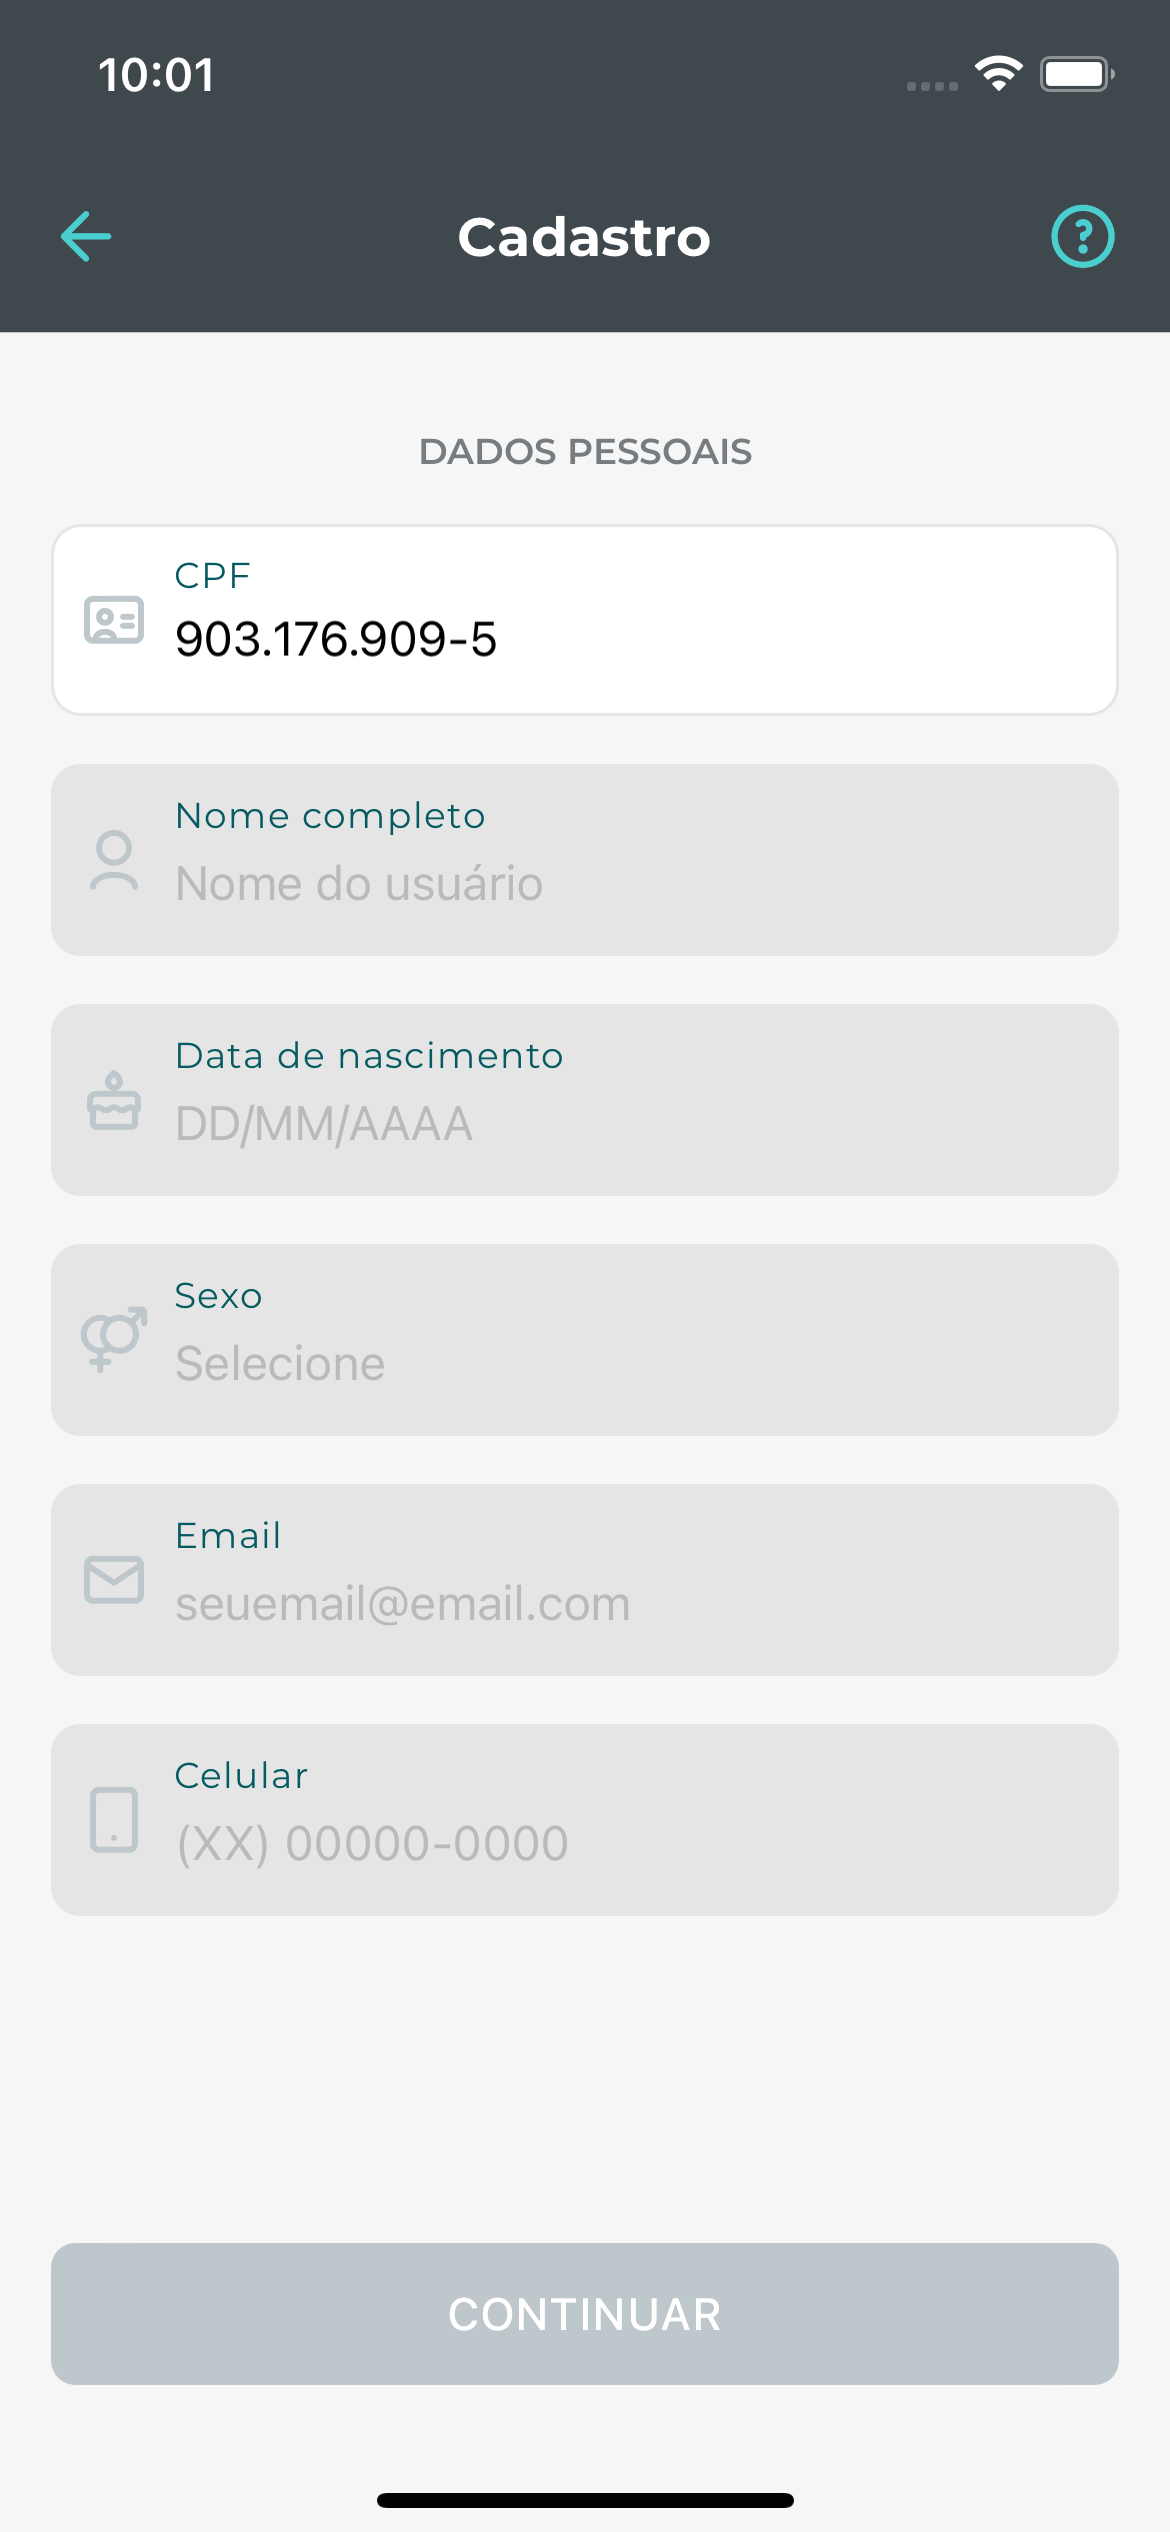 10:01
Cadastro
DADOS PESSOAIS
CPF
903.176.909-5
Nome completo
Nome do usuário
Data de nascimento
DD/MM/AAAA
Sexo
Selecione
Email
seuemail@email.com
Celular
(XX) 00000-0000
CONTINUAR